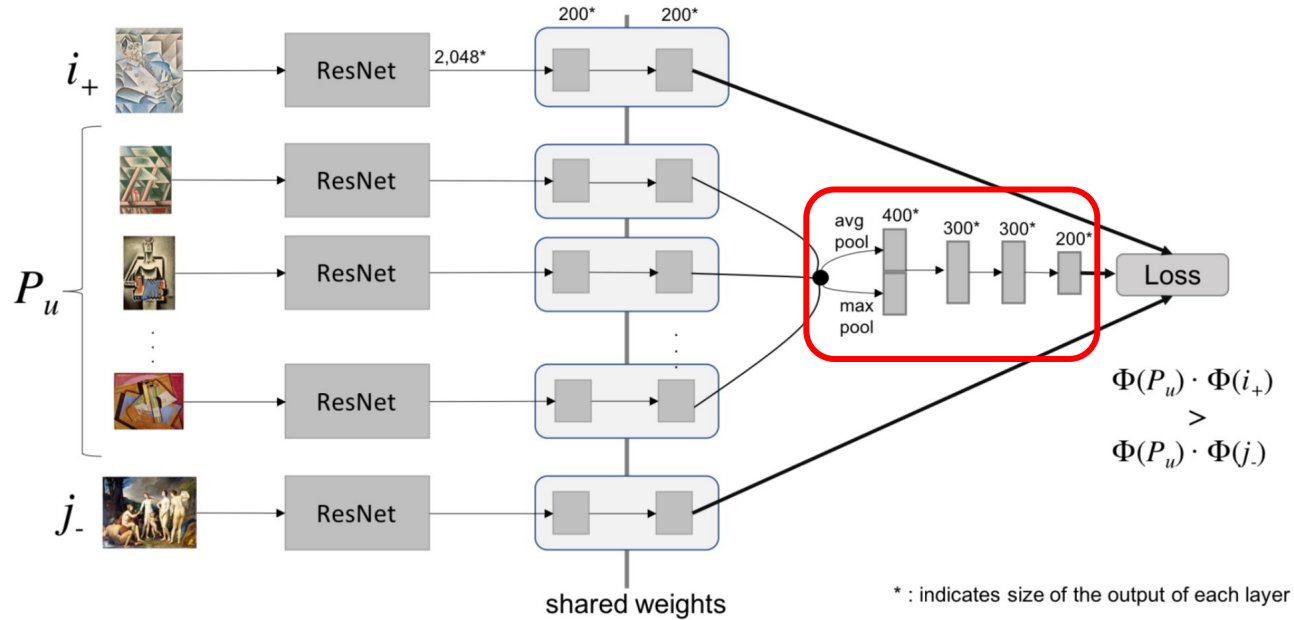 200* 200*
i+ ResNet 2,048*
ResNet
avg pool 400* 300* 300* 200*
Pu ResNet Loss
max pool
ResNet
Φ(Pu) · Φ(i+)
>
Φ(Pu) · Φ(j-)
j- ResNet
shared weights
* : indicates size of the output of each layer